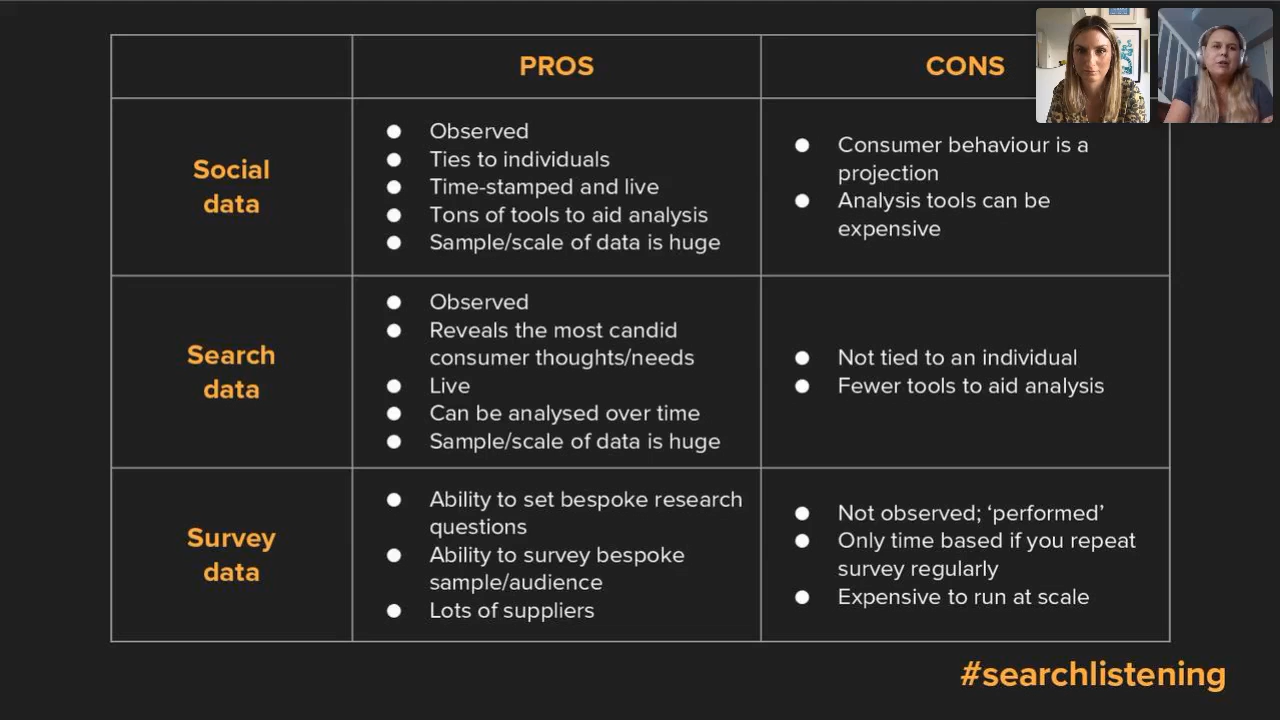 PROS
CONS
Social
data
Observed
Ties to individuals
Time-stamped and live
Tons of tools to aid analysis
Sample/scale of data is huge
Consumer behaviour is a
projection
Analysis tools can be
expensive
Search
data
Observed
Reveals the most candid
consumer thoughts/needs
Live
Can be analysed over time
Sample/scale of data is huge
Not tied to an individual
Fewer tools to aid analysis
Survey
data
Ability to set bespoke research
questions
Ability to survey bespoke
sample/audience
Lots of suppliers
Not observed; ‘performed’
Only time based if you repeat
survey regularly
Expensive to run at scale
#searchlistening